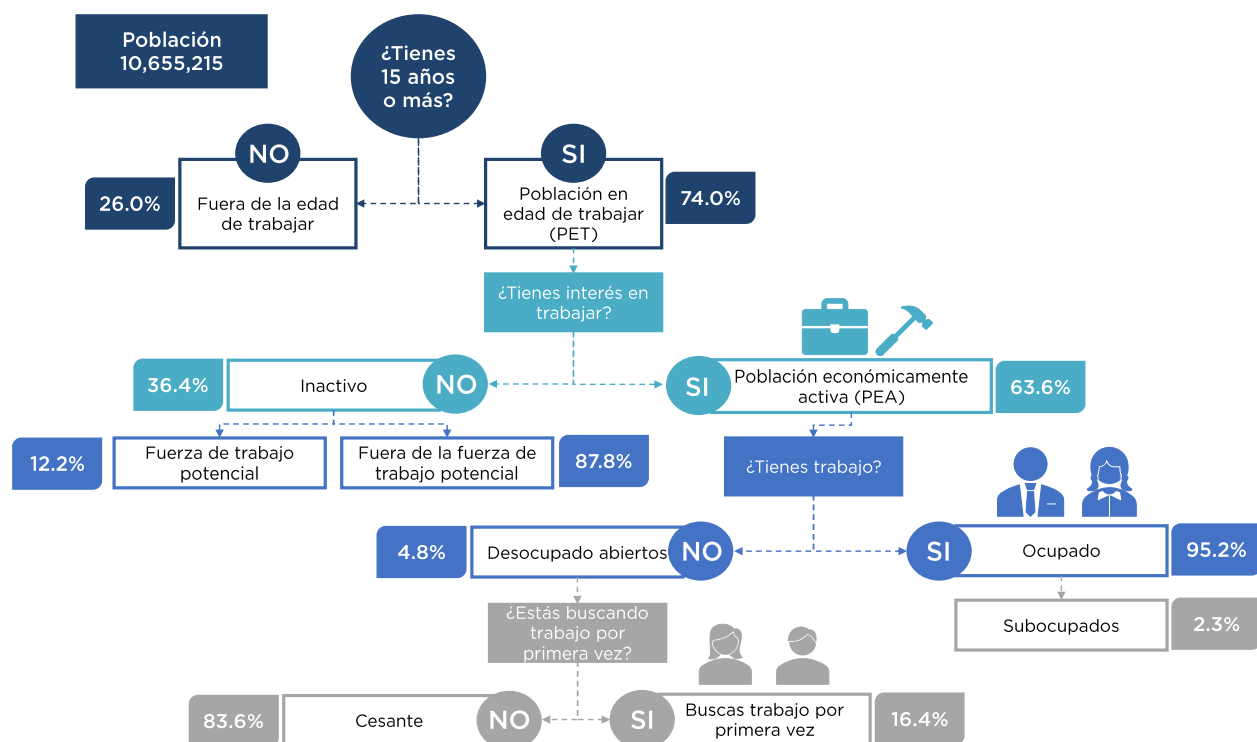 Población
10,655,215
¿Tienes
15 años
o más?
NO
SI
26.0%
Fuera de la edad
de trabajar
Población en
edad de trabajar
(PET)
74.0%
¿Tienes interés en
trabajar?
36.4%
Inactivo
NO
SI
Población económicamente
activa (PEA)
63.6%
12.2%
Fuerza de trabajo
potencial
Fuera de la fuerza de
trabajo potencial
87.8%
¿Tienes trabajo?
4.8%
Desocupado abiertos
NO
SI
Ocupado
95.2%
¿Estás buscando
trabajo por
primera vez?
Subocupados
2.3%
83.6%
Cesante
NO
SI
Buscas trabajo por
primera vez
16.4%